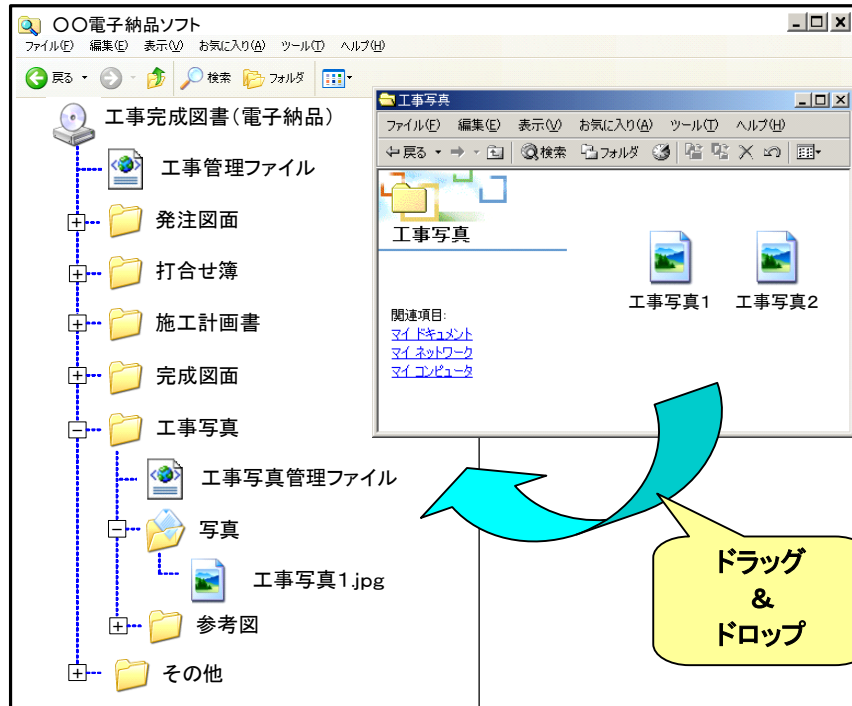 〇〇電子納品ソフト
ファイル(F) 編集(E) 表示(V) お気に入り(A) ツール(T) ヘルプ(H)
戻る 検索 フォルダ
工事完成図書(電子納品)
工事管理ファイル
発注図面
打合せ簿
施工計画書
完成図面
工事写真
工事写真管理ファイル
写真
工事写真1.jpg
参考図
その他
工事写真
ファイル(F) 編集(E) 表示(V) お気に入り(A) ツール(T) ヘルプ(H)
戻る 検索 フォルダ
工事写真
関連項目:
マイ ドキュメント
マイ ネットワーク
マイ コンピュータ
工事写真1 工事写真2
ドラッグ
&
ドロップ